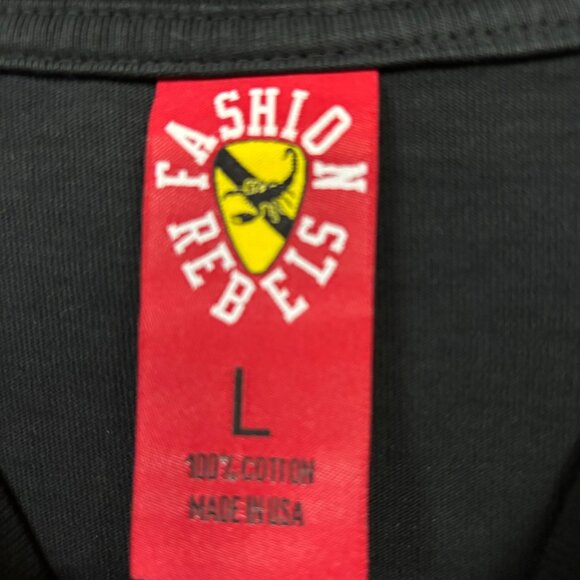 FASHION
REBELS
L
100% COTTON
MADE IN USA